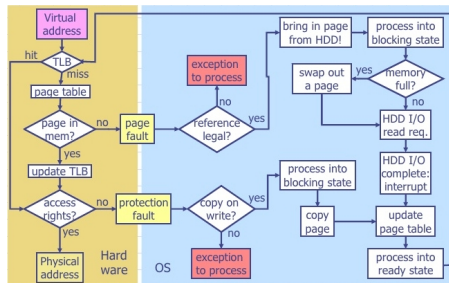 Virtual
address
hit
TLB
miss
page table
page in
mem?
no
page
fault
yes
update TLB
access
rights?
no
protection
fault
yes
Physical
address
Hard
ware
OS
exception
to process
no
reference
legal?
yes
bring in page
from HDD!
process into
blocking state
swap out
a page
yes
memory
full?
no
HDD I/O
read req.
HDD I/O
complete:
interrupt
process into
blocking state
copy on
write?
yes
copy
page
update
page table
no
exception
to process
process into
ready state